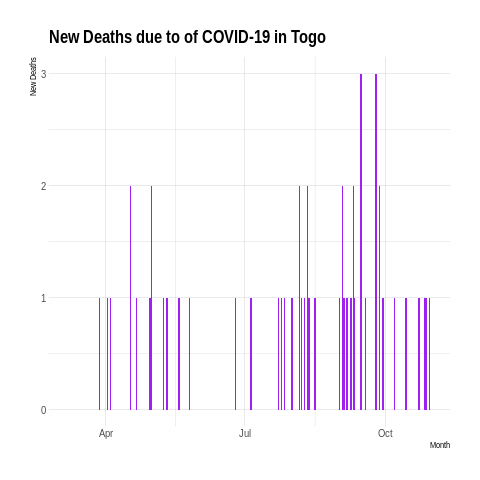 New Deaths due to of COVID-19 in Togo
New Deaths
3
2
1
0
Apr Jul Oct
Month